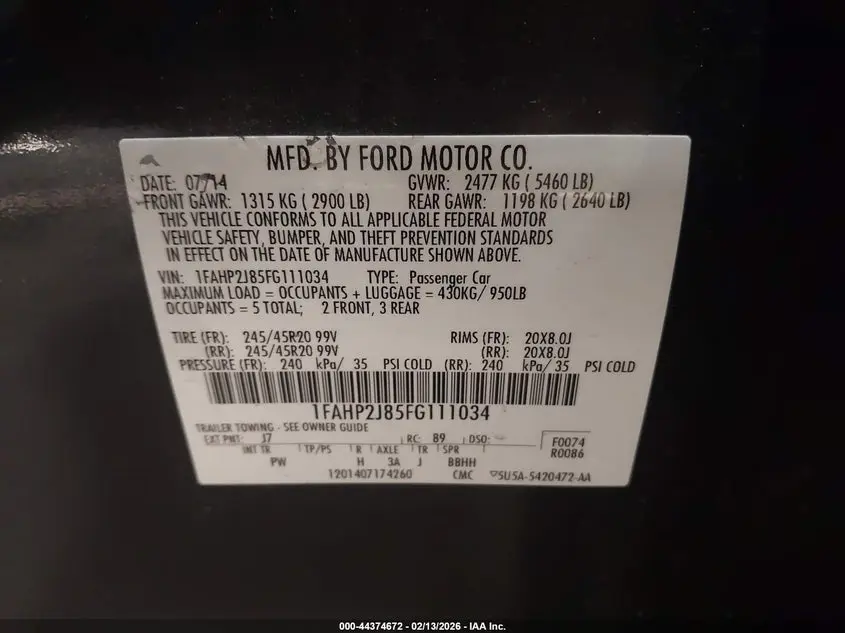 MFD. BY FORD MOTOR CO.
DATE: 07/14 GVWR: 2477 KG ( 5460 LB)
FRONT GAWR: 1315 KG ( 2900 LB) REAR GAWR: 1198 KG ( 2640 LB)
THIS VEHICLE CONFORMS TO ALL APPLICABLE FEDERAL MOTOR
VEHICLE SAFETY, BUMPER, AND THEFT PREVENTION STANDARDS
IN EFFECT ON THE DATE OF MANUFACTURE SHOWN ABOVE.
VIN: 1FAHP2J85FG111034 TYPE: Passenger Car
MAXIMUM LOAD = OCCUPANTS + LUGGAGE = 430KG/ 950LB
OCCUPANTS = 5 TOTAL; 2 FRONT, 3 REAR
TIRE (FR): 245/45R20 99V RIMS (FR): 20X8.0J
(RR): 245/45R20 99V (RR): 20X8.0J
PRESSURE (FR): 240 kPa/ 35 PSI COLD (RR): 240 kPa/ 35 PSI COLD
1FAHP2J85FG111034
TRAILER TOWING - SEE OWNER GUIDE
EXT PNT: J7 RC: 89 DSO: F0074
INT TR TP/PS R AXLE TR SPR R0086
PW H 3A J BBHH
1201407174260 CMC 5U5A-5420472-AA
000-44374672 - 02/13/2026 - IAA Inc.